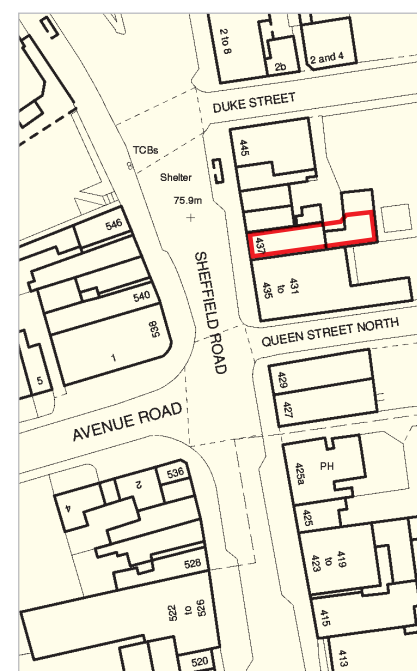 2 to 8
2b
2 and 4
DUKE STREET
TCBs
445
Shelter
75.9m
546
437
SHEFFIELD ROAD
540
431
to
435
538
QUEEN STREET NORTH
1
5
429
427
AVENUE ROAD
PH
425a
536
2
4
425
419
to
423
528
526
to
522
415
520
413